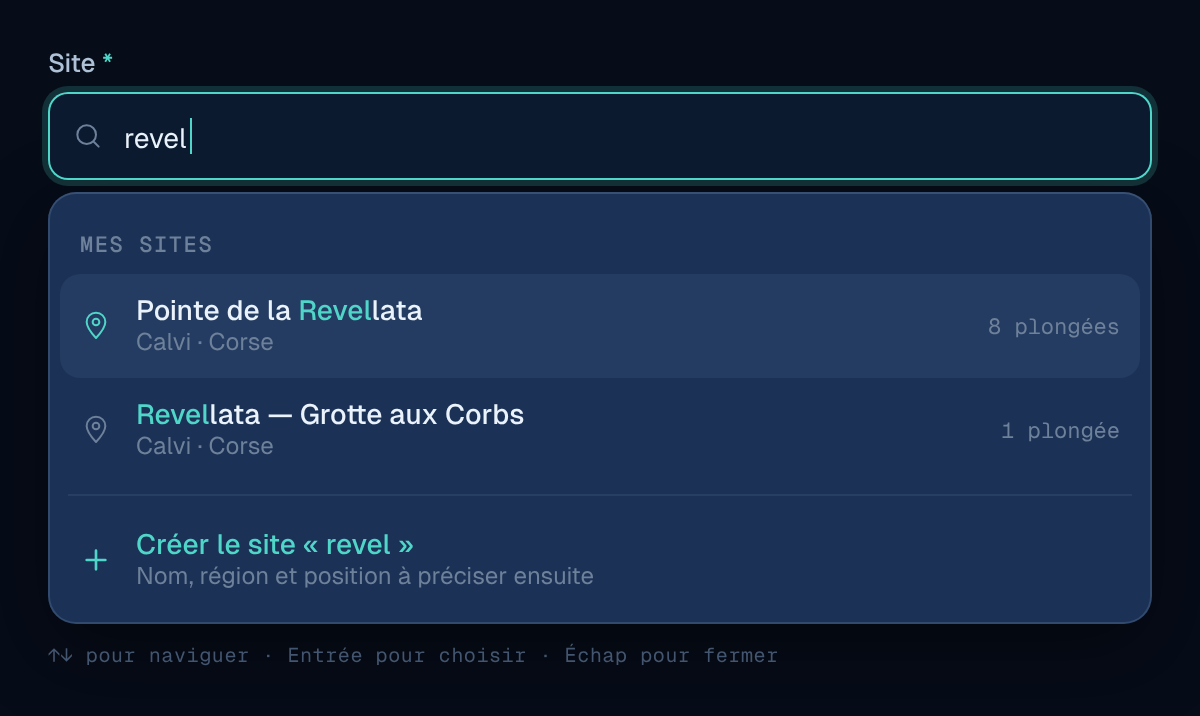 Site *
revel
MES SITES
Pointe de la Revellata
Calvi · Corse
8 plongées
Revellata — Grotte aux Corbs
Calvi · Corse
1 plongée
Créer le site « revel »
Nom, région et position à préciser ensuite
↑↓ pour naviguer · Entrée pour choisir · Échap pour fermer